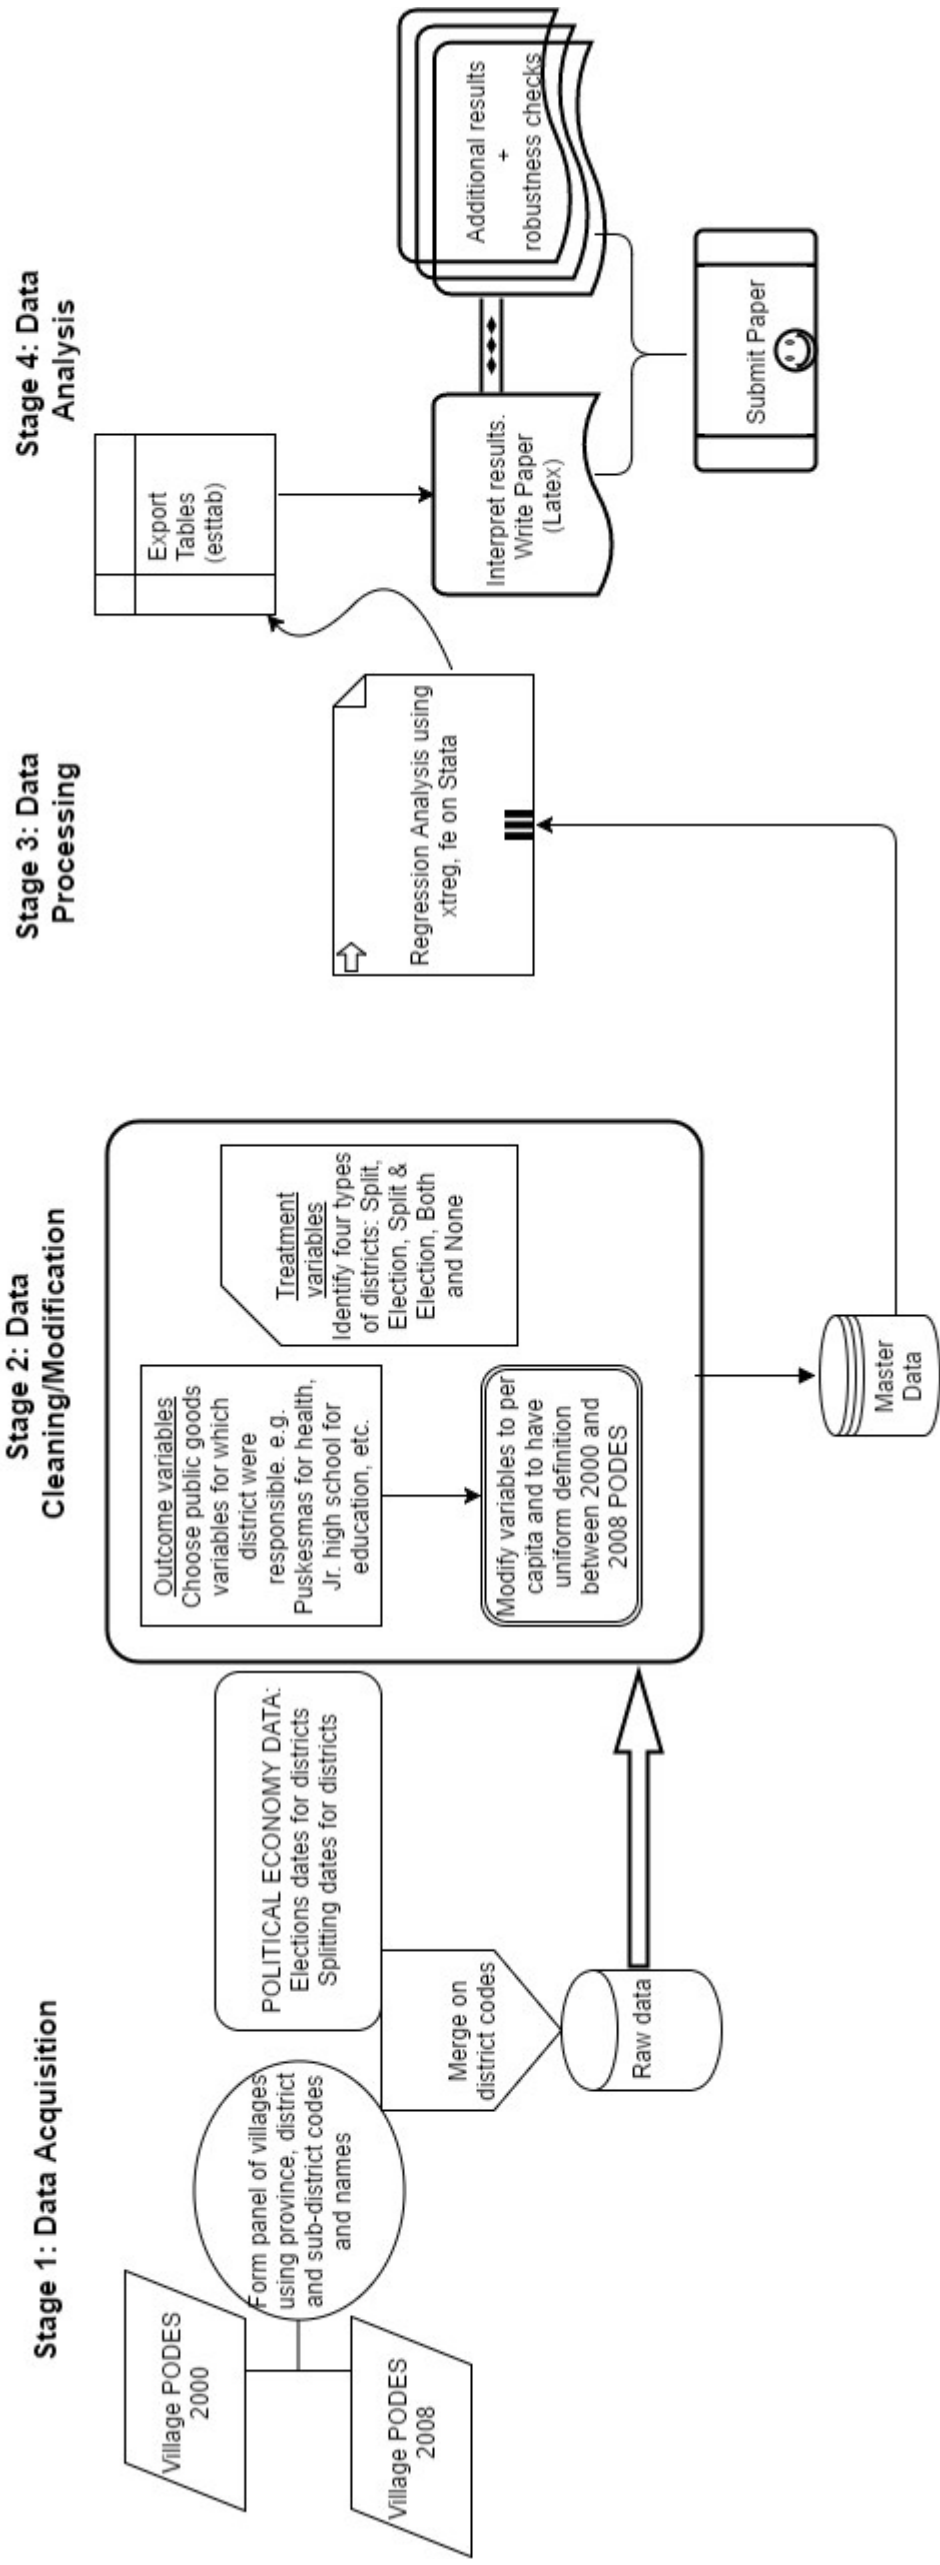 Stage 1: Data Acquisition
Village PODES
2000
Village PODES
2008
Form panel of villages
using province, district
and sub-district codes
and names
POLITICAL ECONOMY DATA:
Elections dates for districts
Splitting dates for districts
Merge on
district codes
Raw data
Stage 2: Data
Cleaning/Modification
Outcome variables
Choose public goods
variables for which
district were
responsible. e.g.
Puskesmas for health,
Jr. high school for
education, etc.
Modify variables to per
capita and to have
uniform definition
between 2000 and
2008 PODES
Treatment
variables
Identify four types
of districts: Split,
Election, Split &
Election, Both
and None
Master
Data
Stage 3: Data
Processing
Regression Analysis using
xtreg, fe on Stata
Stage 4: Data
Analysis
Export
Tables
(esttab)
Interpret results.
Write Paper
(Latex)
Additional results
+
robustness checks
Submit Paper